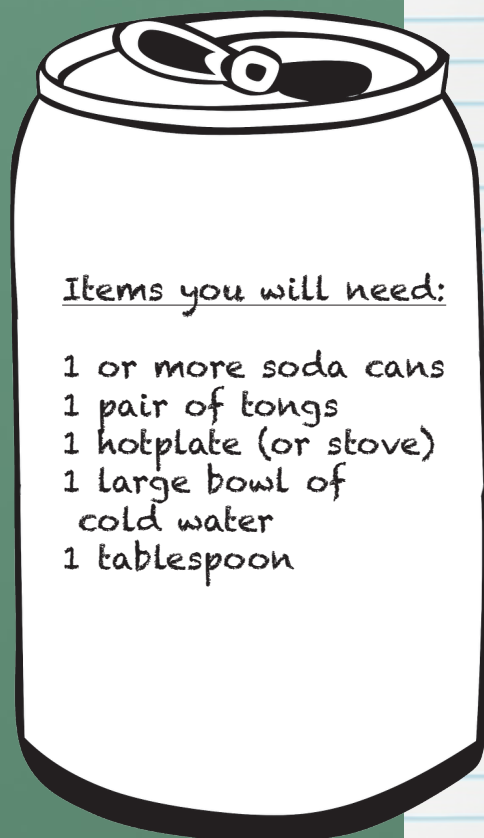 Items you will need:
1 or more soda cans
1 pair of tongs
1 hotplate (or stove)
1 large bowl of
cold water
1 tablespoon